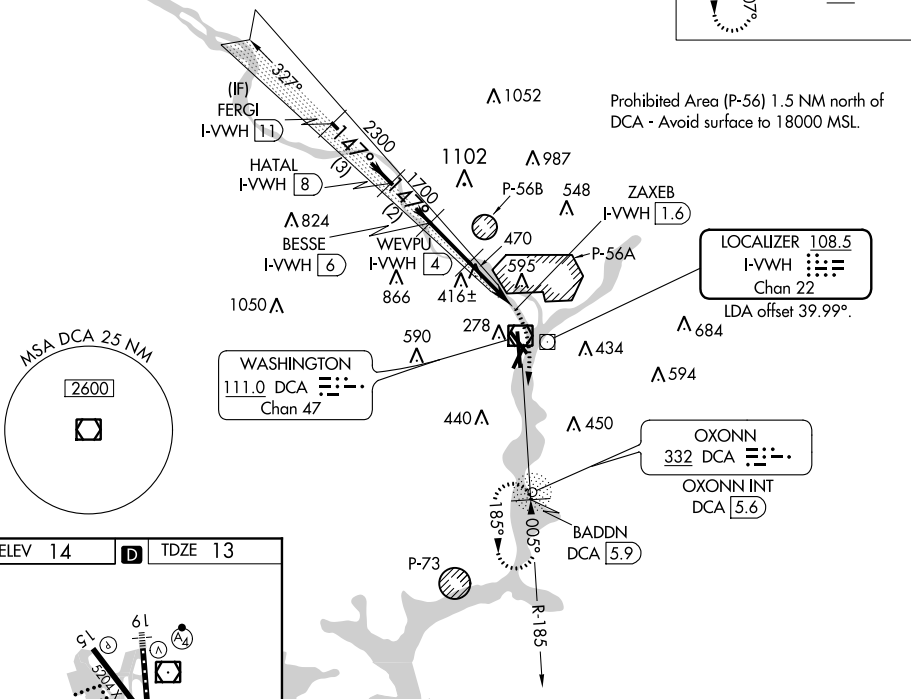 07°
Prohibited Area (P-56) 1.5 NM north of
DCA - Avoid surface to 18000 MSL.
327°
(IF)
FERGI
I-VWH 11
147°
2300
(3)
HATAL
I-VWH 8
147°
1700
(2)
1052
1102
987
P-56B
548
ZAXEB
I-VWH 1.6
824
BESSE
I-VWH 6
WEVPU
I-VWH 4
470
595
P-56A
866
416±
1050
LOCALIZER 108.5
I-VWH
Chan 22
LDA offset 39.99°.
278
590
684
434
594
MSA DCA 25 NM
2600
WASHINGTON
111.0 DCA
Chan 47
440
450
OXONN
332 DCA
OXONN INT
DCA 5.6
185°
005°
BADDN
DCA 5.9
P-73
R-185
ELEV 14
D
TDZE 13
15
P
19
V
A4
5204 X